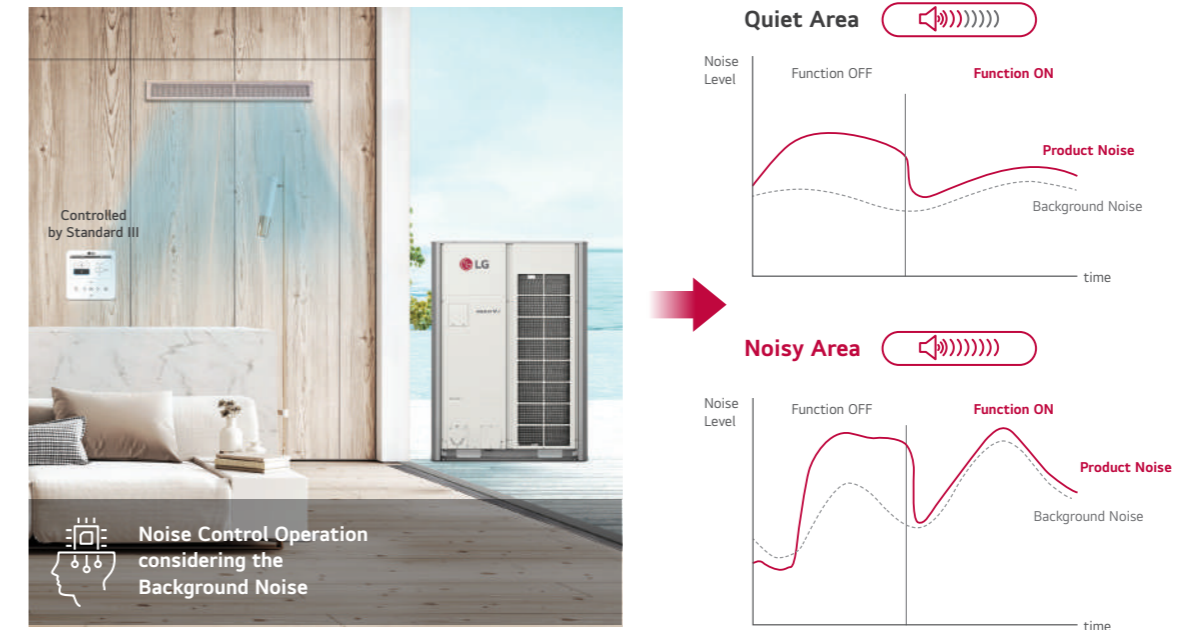 Controlled
by Standard III
LG
Noise Control Operation
considering the
Background Noise
Quiet Area
Noise
Level
Function OFF
Function ON
Product Noise
Background Noise
time
Noisy Area
Noise
Level
Function OFF
Function ON
Product Noise
Background Noise
time